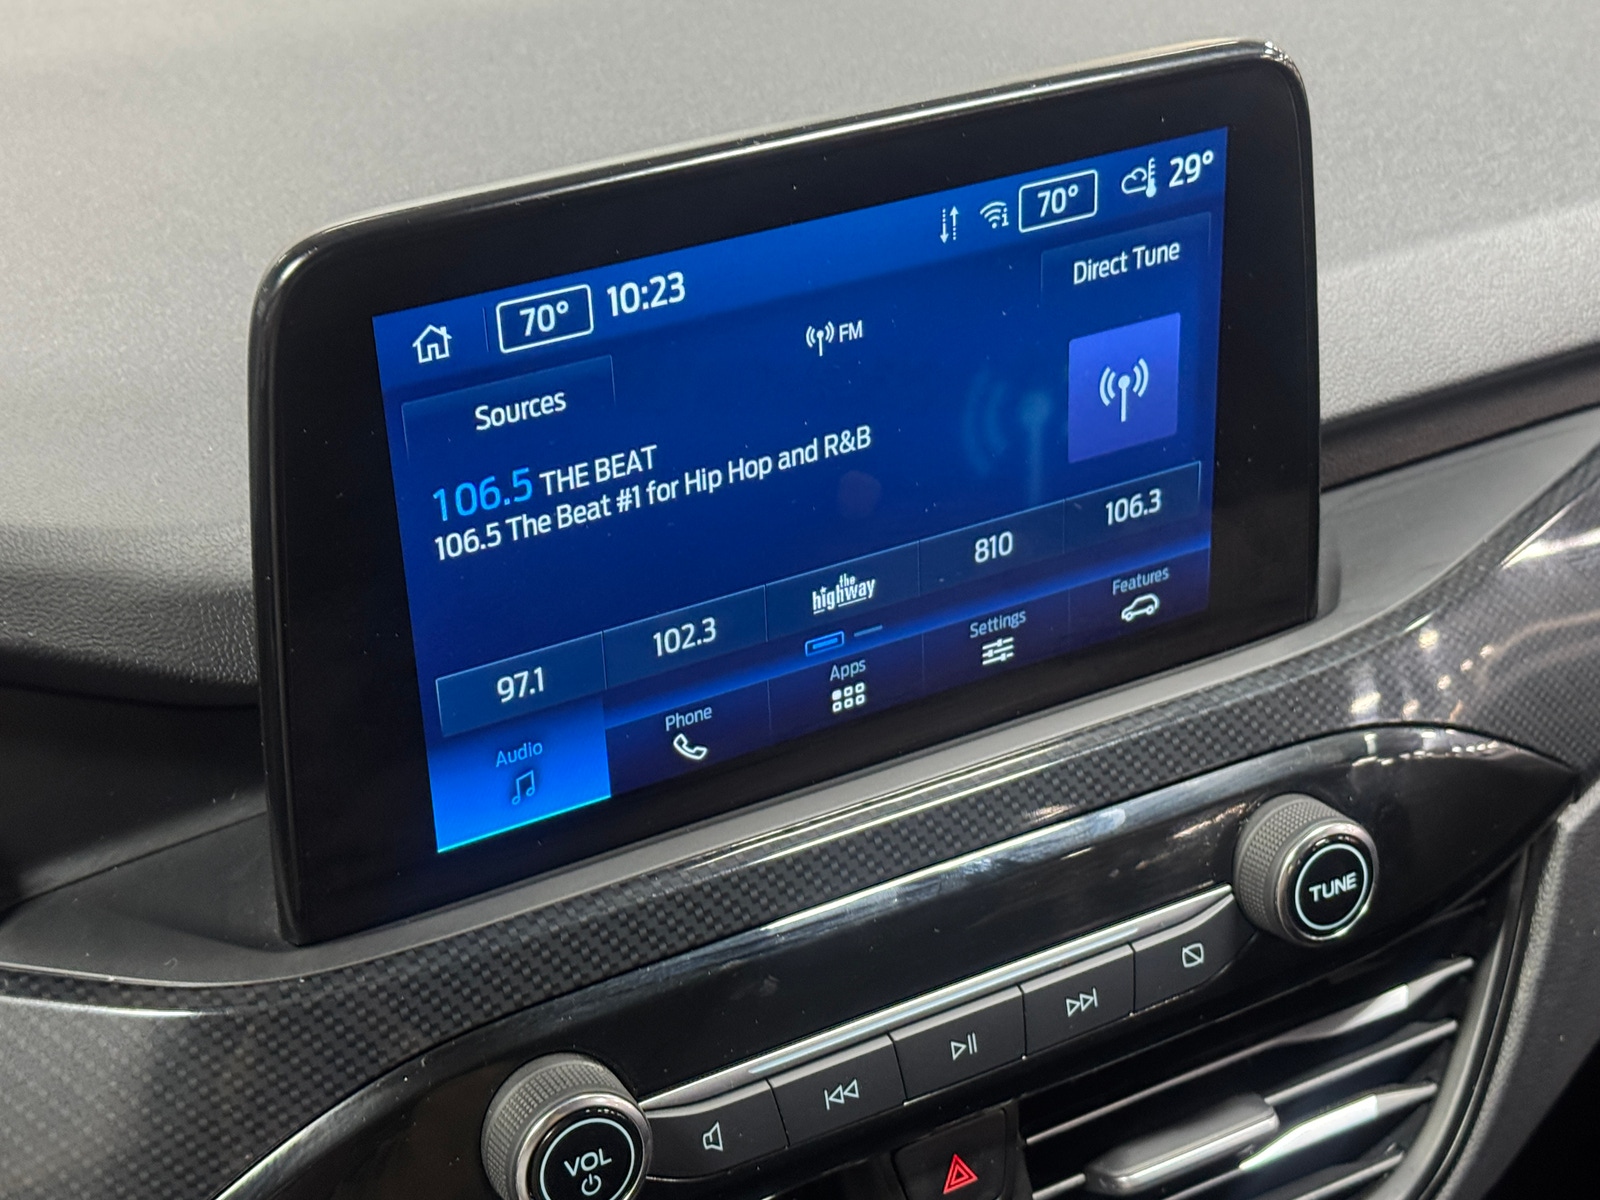 70° 10:23
70° 29°
Sources
FM
Direct Tune
106.5 THE BEAT
106.5 The Beat #1 for Hip Hop and R&B
97.1
102.3
the
highway
810
106.3
Audio
Phone
Apps
Settings
Features
TUNE
VOL